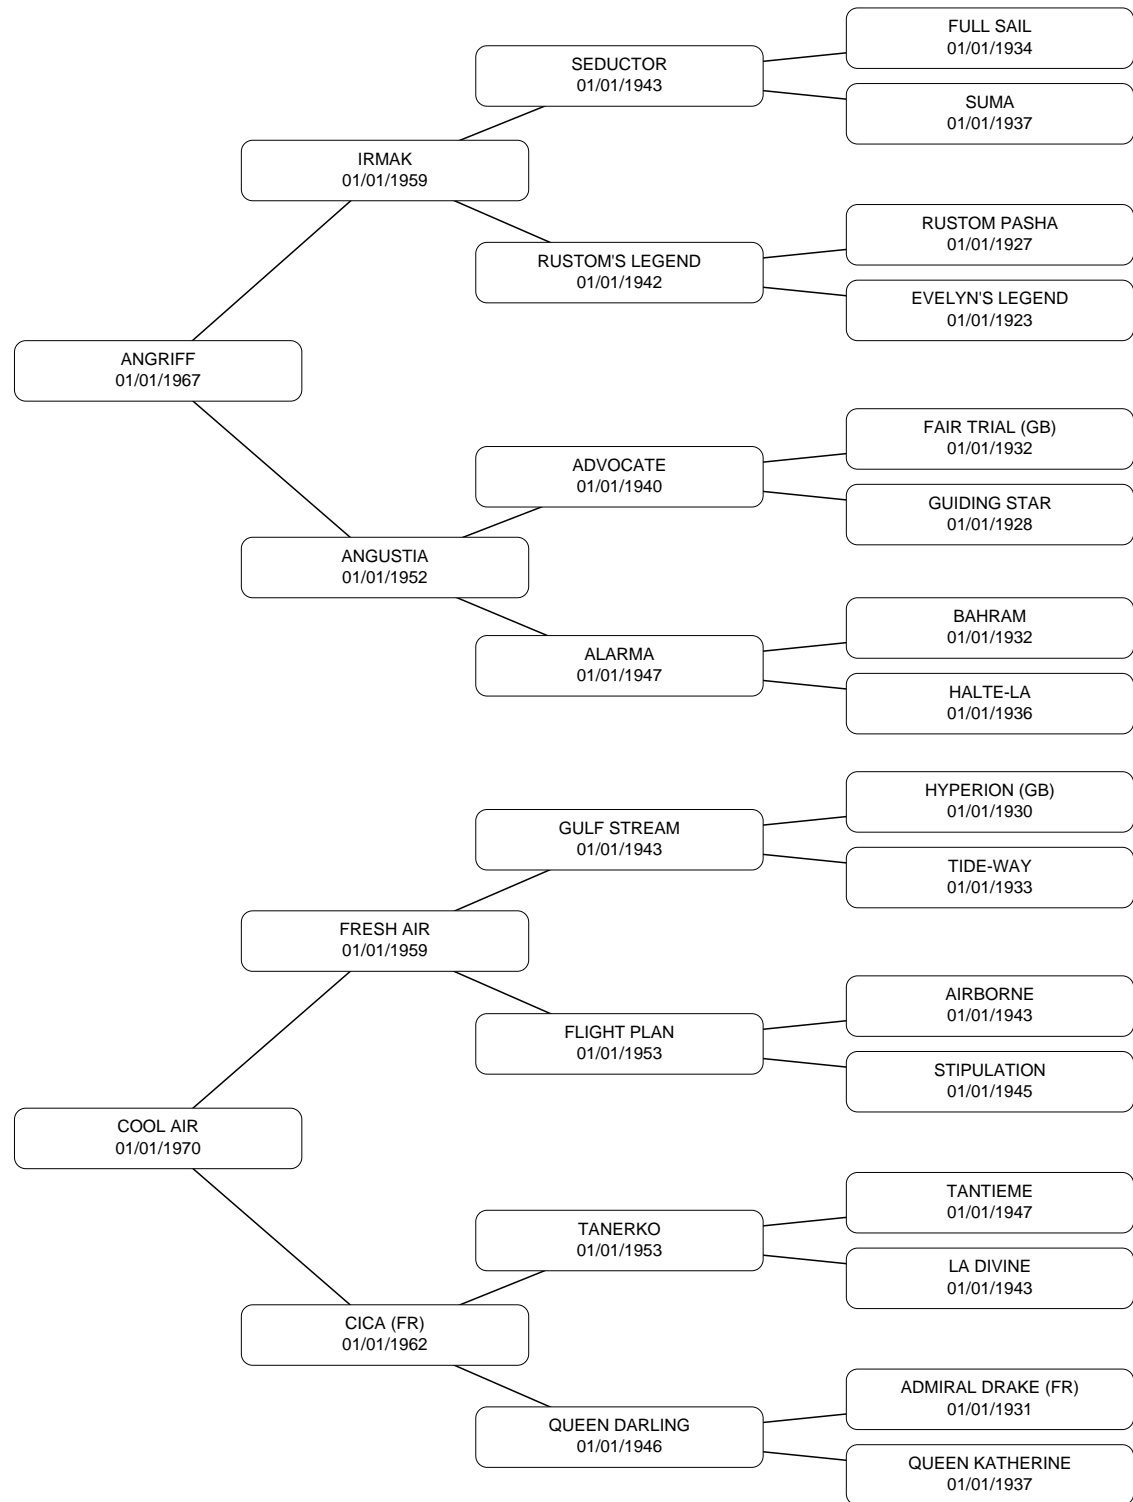 FULL SAIL
01/01/1934
SEDUCTOR
01/01/1943
SUMA
01/01/1937
IRMAK
01/01/1959
RUSTOM PASHA
01/01/1927
RUSTOM'S LEGEND
01/01/1942
EVELYN'S LEGEND
01/01/1923
ANGRIFF
01/01/1967
FAIR TRIAL (GB)
01/01/1932
ADVOCATE
01/01/1940
GUIDING STAR
01/01/1928
ANGUSTIA
01/01/1952
BAHRAM
01/01/1932
ALARMA
01/01/1947
HALTE-LA
01/01/1936
HYPERION (GB)
01/01/1930
GULF STREAM
01/01/1943
TIDE-WAY
01/01/1933
FRESH AIR
01/01/1959
AIRBORNE
01/01/1943
FLIGHT PLAN
01/01/1953
STIPULATION
01/01/1945
COOL AIR
01/01/1970
TANTIEME
01/01/1947
TANERKO
01/01/1953
LA DIVINE
01/01/1943
CICA (FR)
01/01/1962
ADMIRAL DRAKE (FR)
01/01/1931
QUEEN DARLING
01/01/1946
QUEEN KATHERINE
01/01/1937